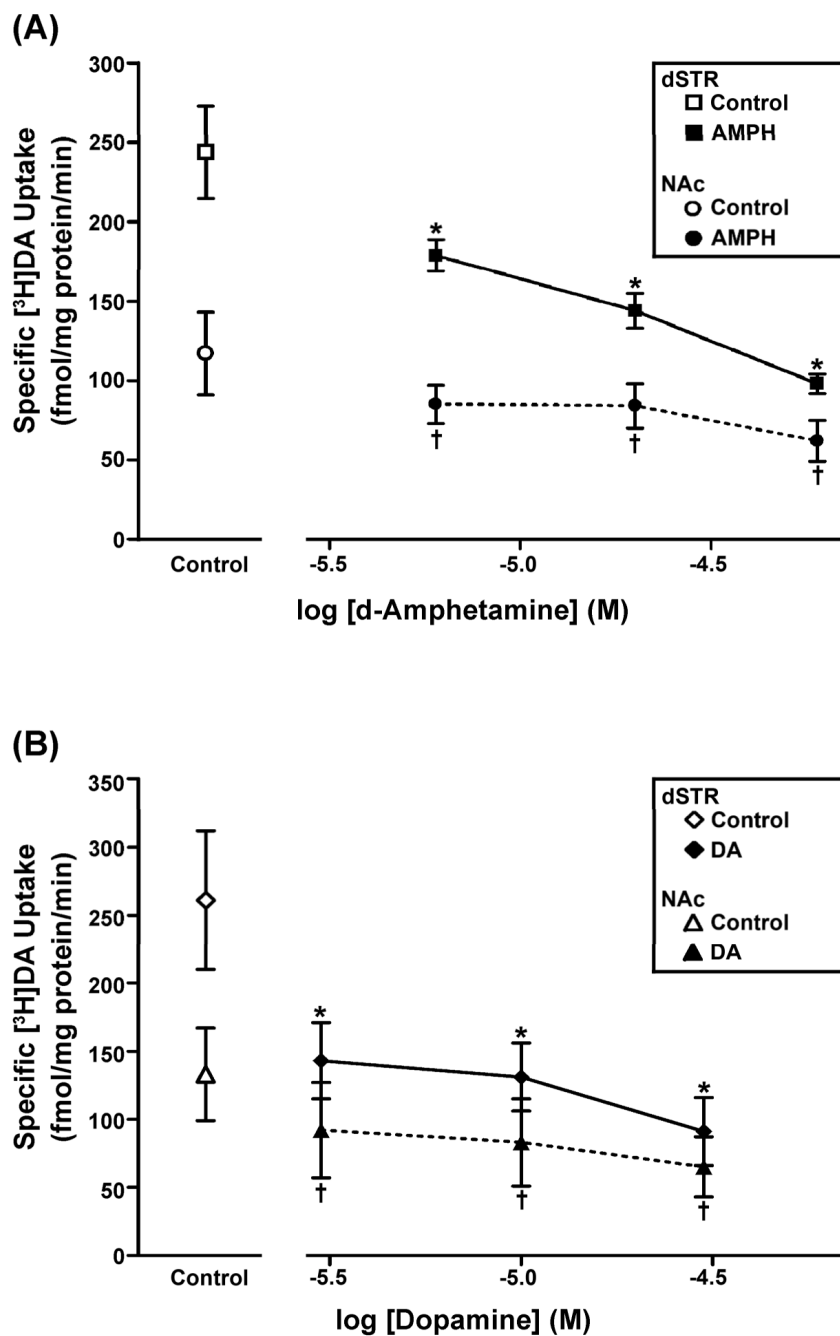 (A)
Specific [³H]DA Uptake
(fmol/mg protein/min)
300
250
200
150
100
50
0
Control
-5.5
-5.0
-4.5
log [d-Amphetamine] (M)
dSTR
Control
AMPH
NAc
Control
AMPH
*
*
*
†
†
†
(B)
Specific [³H]DA Uptake
(fmol/mg protein/min)
350
300
250
200
150
100
50
0
Control
-5.5
-5.0
-4.5
log [Dopamine] (M)
dSTR
Control
DA
NAc
Control
DA
*
*
*
†
†
†